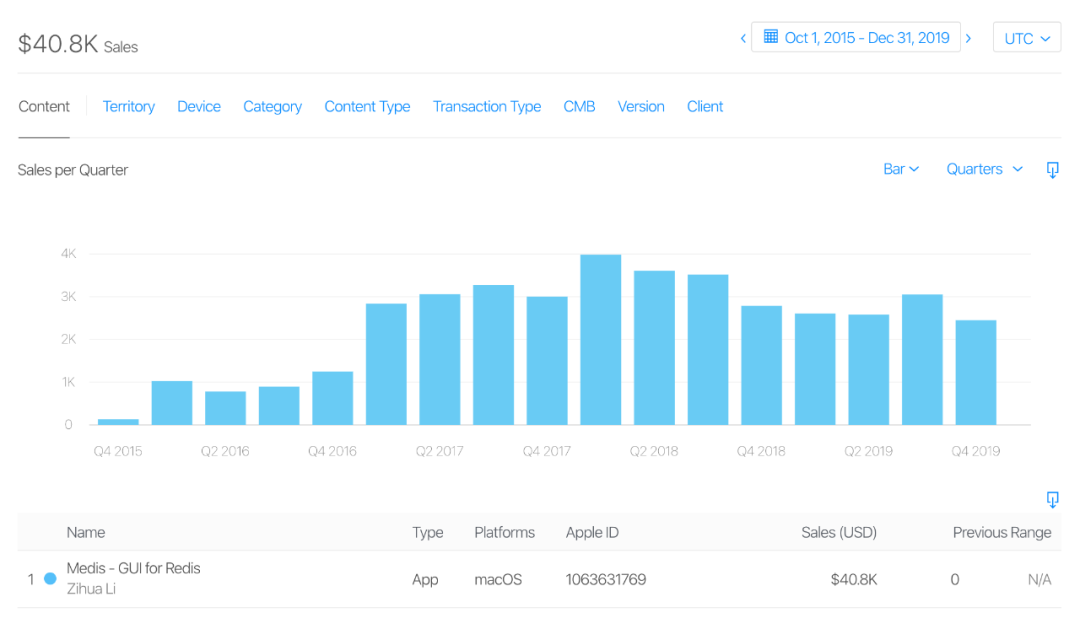 $40.8K Sales
Oct 1, 2015 - Dec 31, 2019
UTC
Content Territory Device Category Content Type Transaction Type CMB Version Client
Sales per Quarter
Bar Quarters
4K
3K
2K
1K
0
Q4 2015 Q2 2016 Q4 2016 Q2 2017 Q4 2017 Q2 2018 Q4 2018 Q2 2019 Q4 2019
Name Type Platforms Apple ID Sales (USD) Previous Range
1 Medis - GUI for Redis App macOS 1063631769 $40.8K 0 N/A
Zihua Li